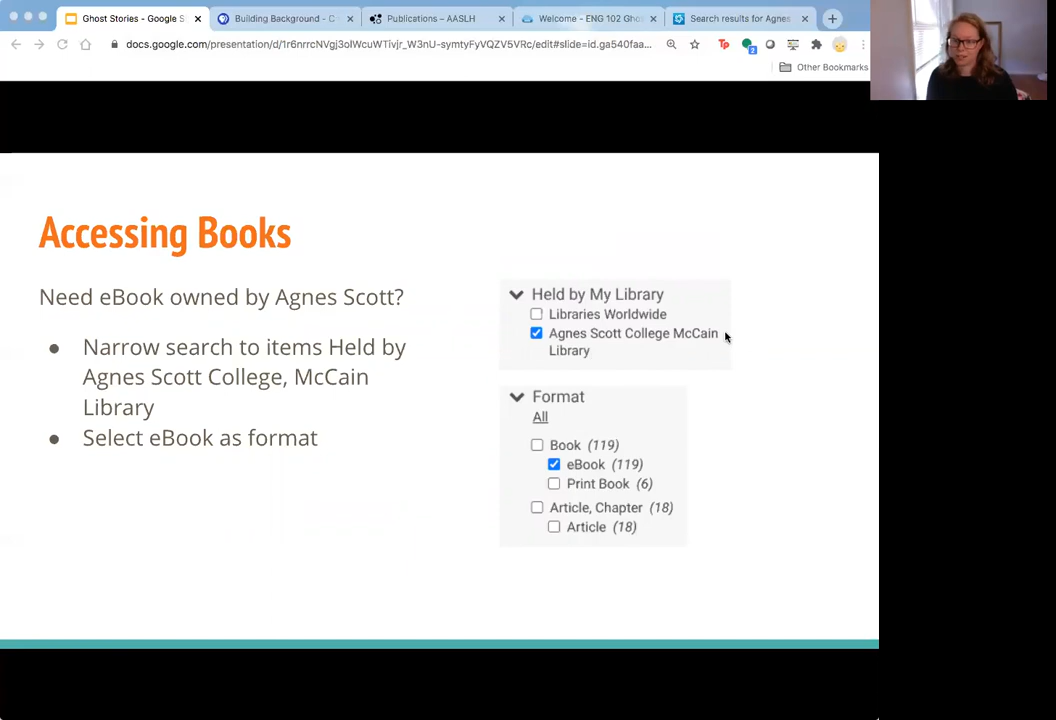 Ghost Stories - Google S
Building Background - C
Publications – AASLH
Welcome - ENG 102 Gho
Search results for Agnes
docs.google.com/presentation/d/1r6nrrcNVgj3oIWcuWTivjr_W3nU-symtyFyVQZV5VRc/edit#slide=id.ga540faa...
Other Bookmarks
Accessing Books
Need eBook owned by Agnes Scott?
● Narrow search to items Held by
Agnes Scott College, McCain
Library
● Select eBook as format
Held by My Library
Libraries Worldwide
Agnes Scott College McCain
Library
Format
All
Book (119)
eBook (119)
Print Book (6)
Article, Chapter (18)
Article (18)